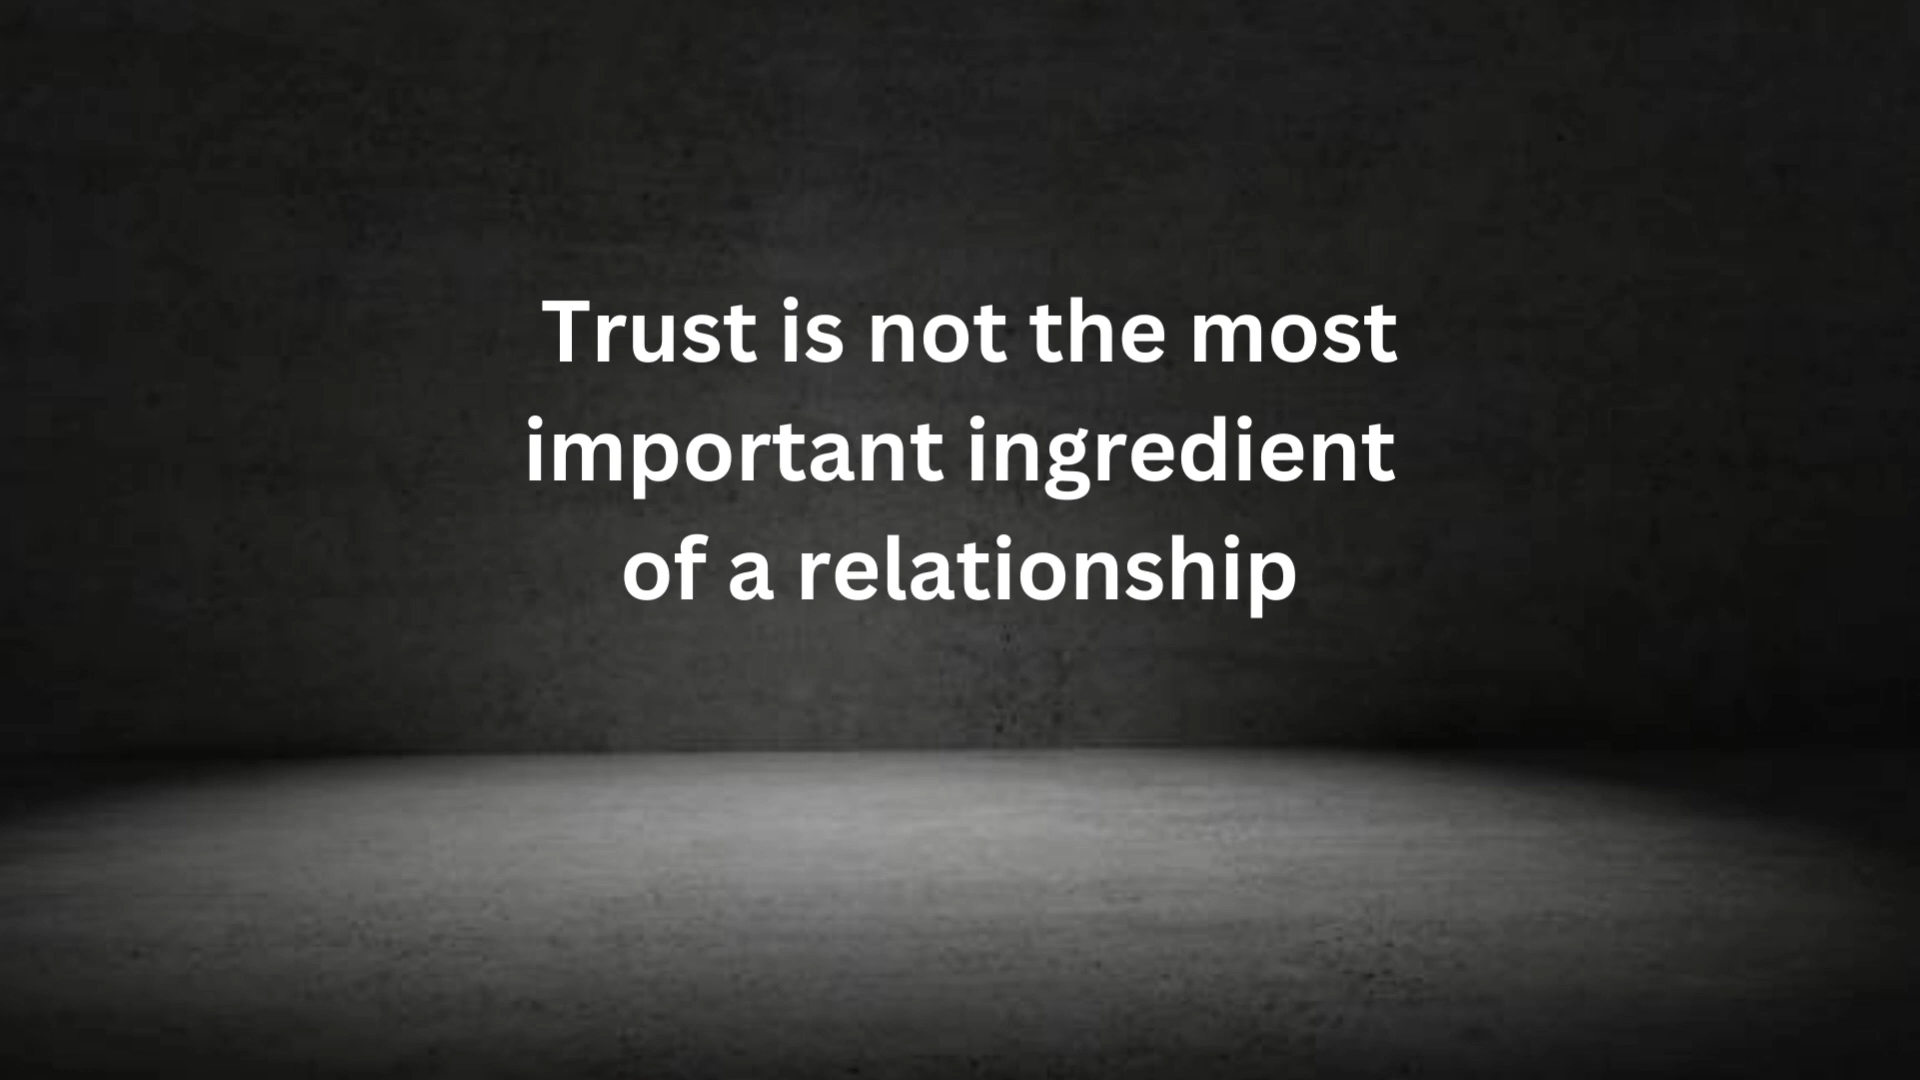 Trust is not the most
important ingredient
of a relationship